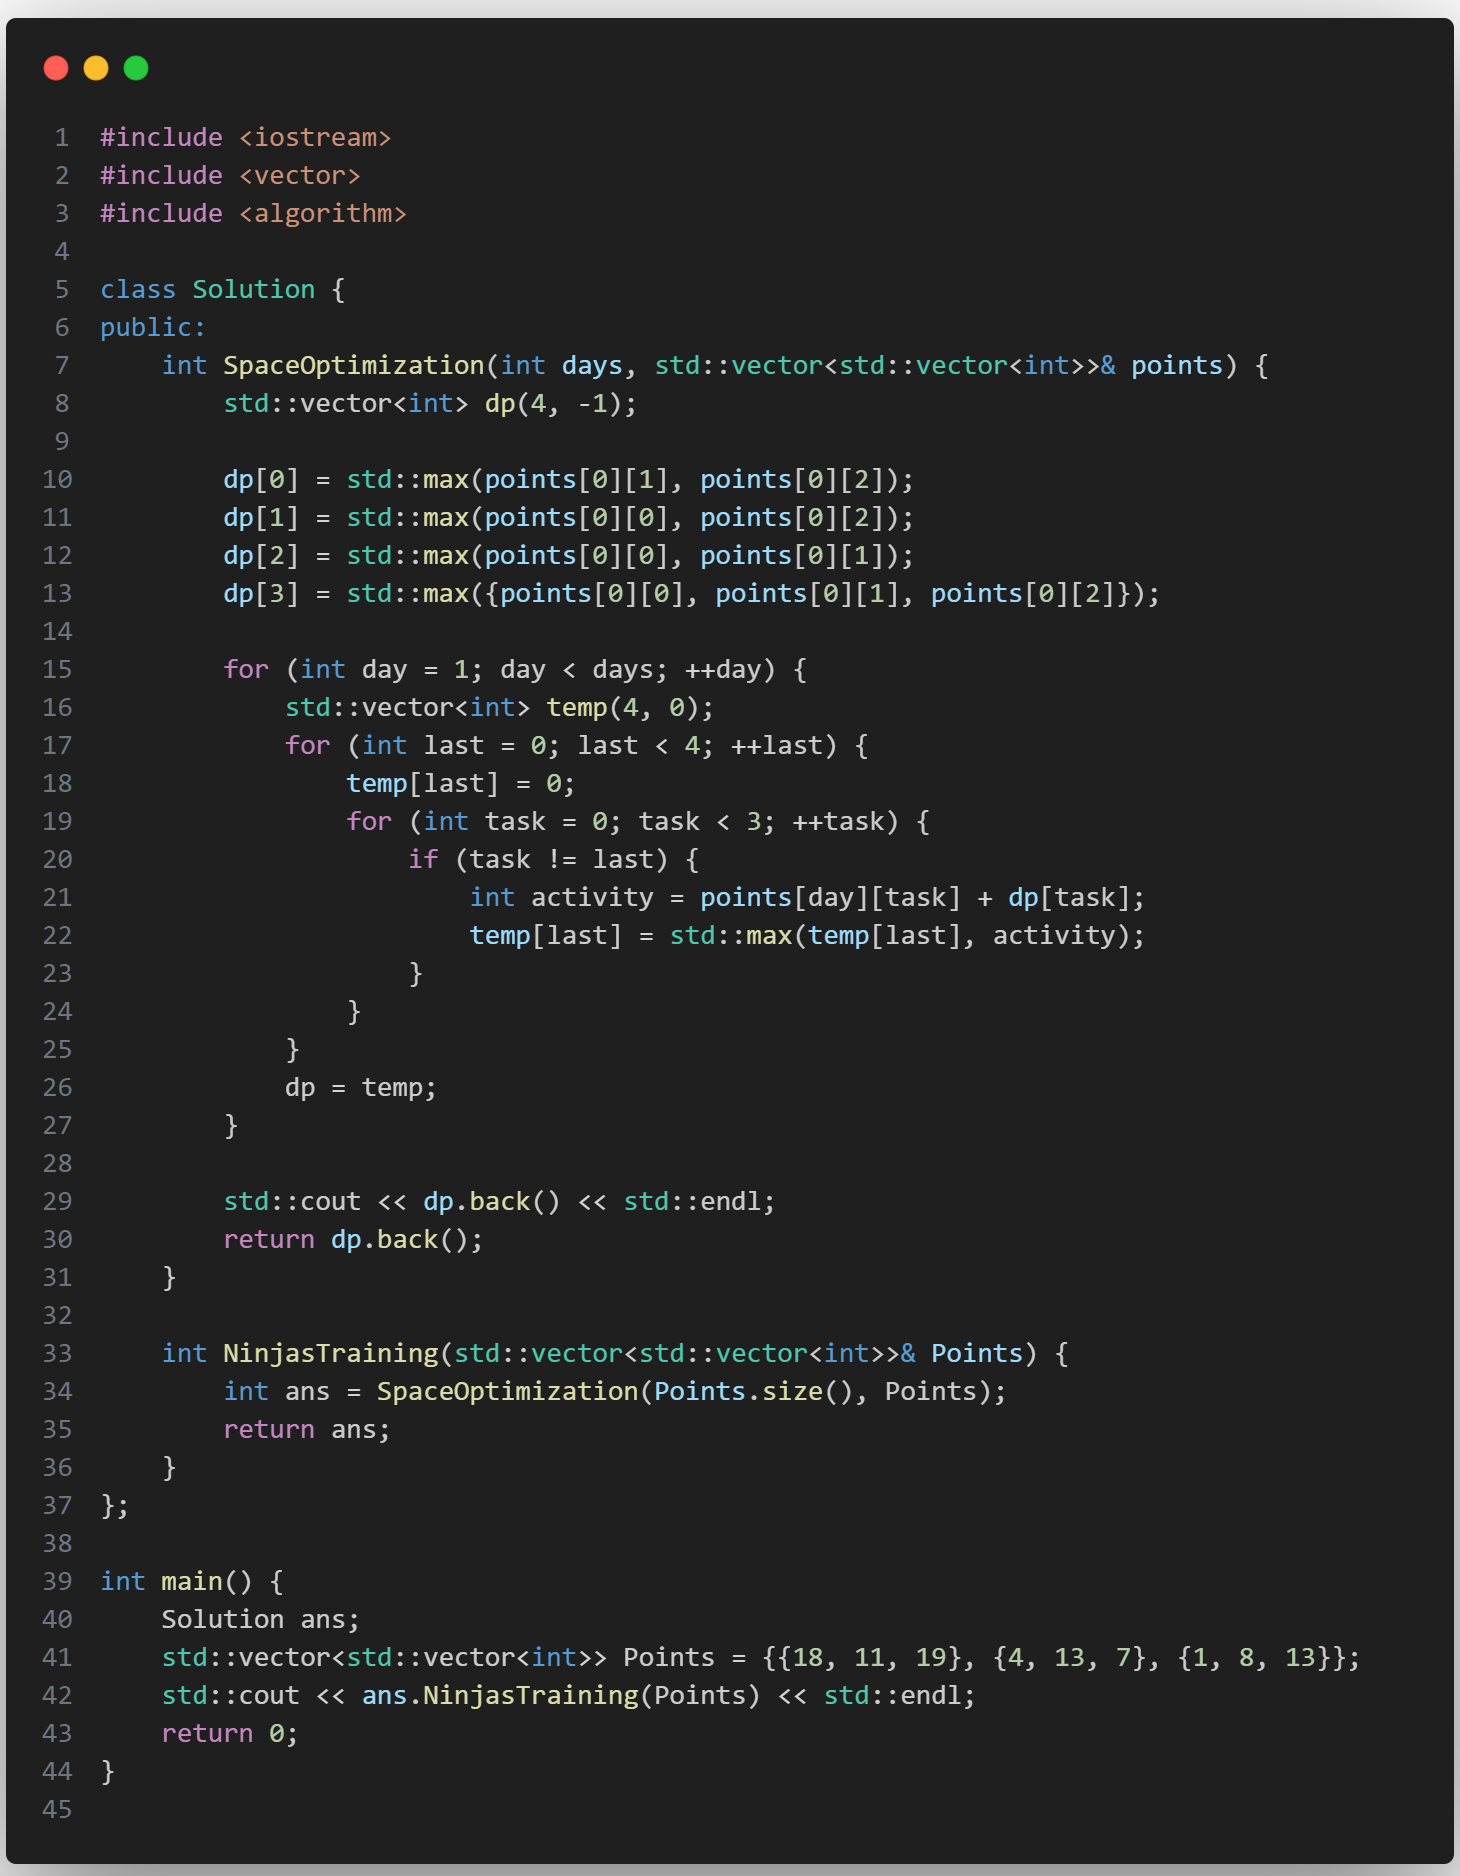 1 #include <iostream>
2 #include <vector>
3 #include <algorithm>
4
5 class Solution {
6 public:
7     int SpaceOptimization(int days, std::vector<std::vector<int>>& points) {
8         std::vector<int> dp(4, -1);
9
10         dp[0] = std::max(points[0][1], points[0][2]);
11         dp[1] = std::max(points[0][0], points[0][2]);
12         dp[2] = std::max(points[0][0], points[0][1]);
13         dp[3] = std::max({points[0][0], points[0][1], points[0][2]});
14
15         for (int day = 1; day < days; ++day) {
16             std::vector<int> temp(4, 0);
17             for (int last = 0; last < 4; ++last) {
18                 temp[last] = 0;
19                 for (int task = 0; task < 3; ++task) {
20                     if (task != last) {
21                         int activity = points[day][task] + dp[task];
22                         temp[last] = std::max(temp[last], activity);
23                     }
24                 }
25             }
26             dp = temp;
27         }
28
29         std::cout << dp.back() << std::endl;
30         return dp.back();
31     }
32
33     int NinjasTraining(std::vector<std::vector<int>>& Points) {
34         int ans = SpaceOptimization(Points.size(), Points);
35         return ans;
36     }
37 };
38
39 int main() {
40     Solution ans;
41     std::vector<std::vector<int>> Points = {{18, 11, 19}, {4, 13, 7}, {1, 8, 13}};
42     std::cout << ans.NinjasTraining(Points) << std::endl;
43     return 0;
44 }
45